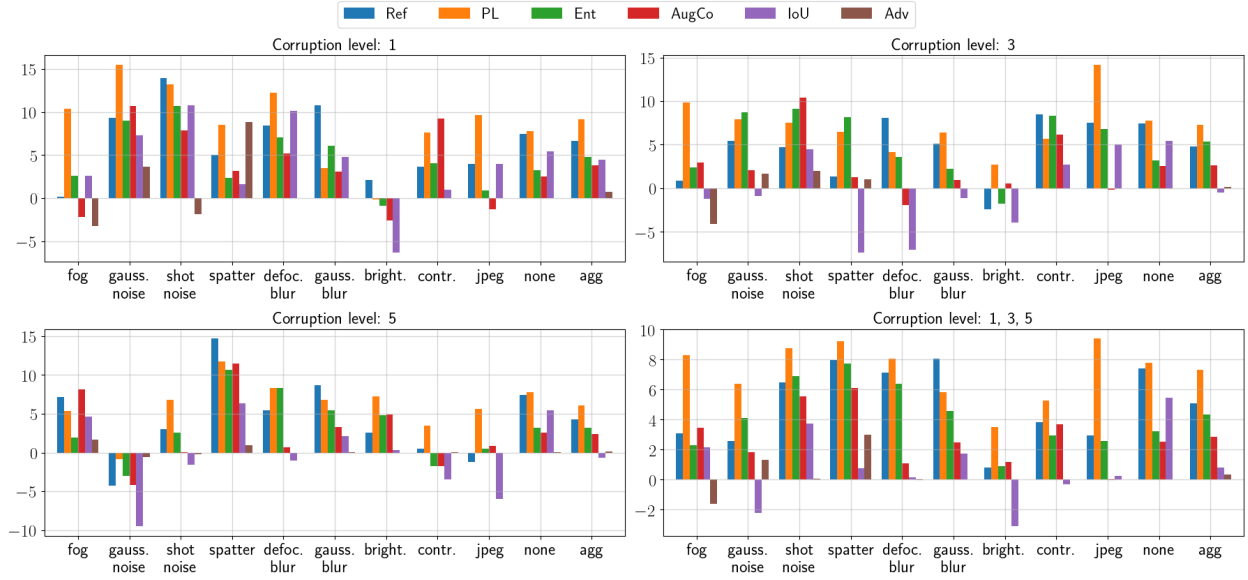 Ref PL Ent AugCo IoU Adv
Corruption level: 1
15
10
5
0
−5
fog gauss. shot spatter defoc. gauss. bright. contr. jpeg none agg
noise noise blur blur
Corruption level: 3
15
10
5
0
−5
fog gauss. shot spatter defoc. gauss. bright. contr. jpeg none agg
noise noise blur blur
Corruption level: 5
15
10
5
0
−5
−10
fog gauss. shot spatter defoc. gauss. bright. contr. jpeg none agg
noise noise blur blur
Corruption level: 1, 3, 5
10
8
6
4
2
0
−2
fog gauss. shot spatter defoc. gauss. bright. contr. jpeg none agg
noise noise blur blur